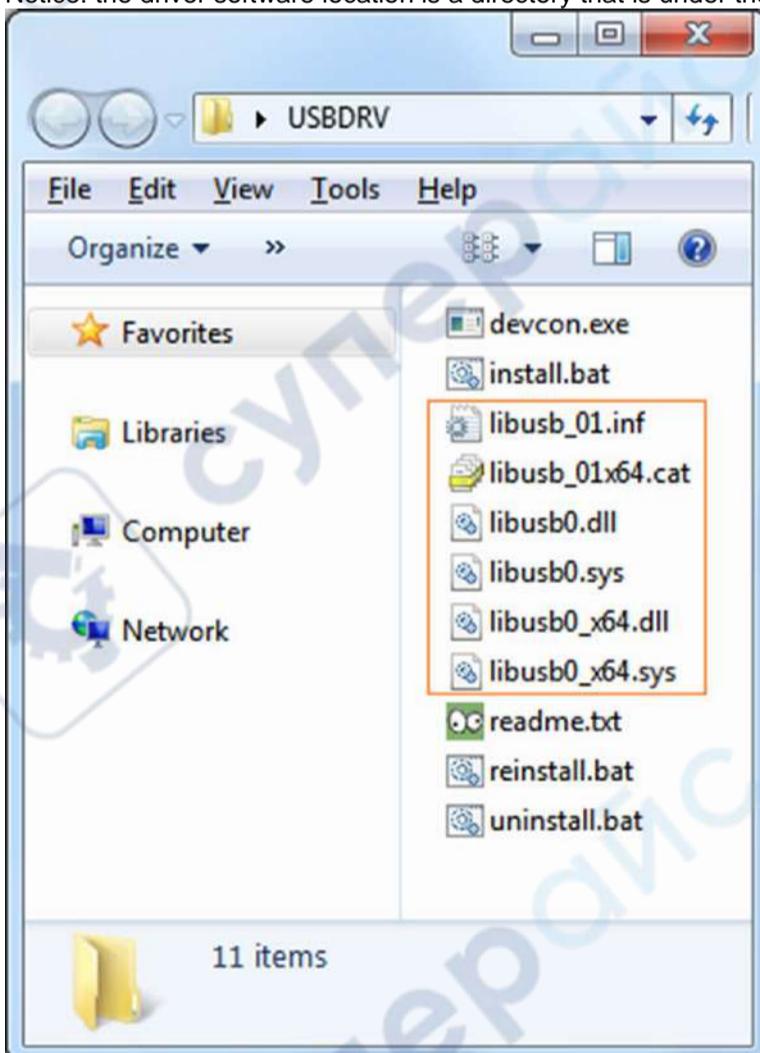 USBDRV
File Edit View Tools Help
Organize »
Favorites
Libraries
Computer
Network
devcon.exe
install.bat
libusb_01.inf
libusb_01x64.cat
libusb0.dll
libusb0.sys
libusb0_x64.dll
libusb0_x64.sys
readme.txt
reinstall.bat
uninstall.bat
11 items